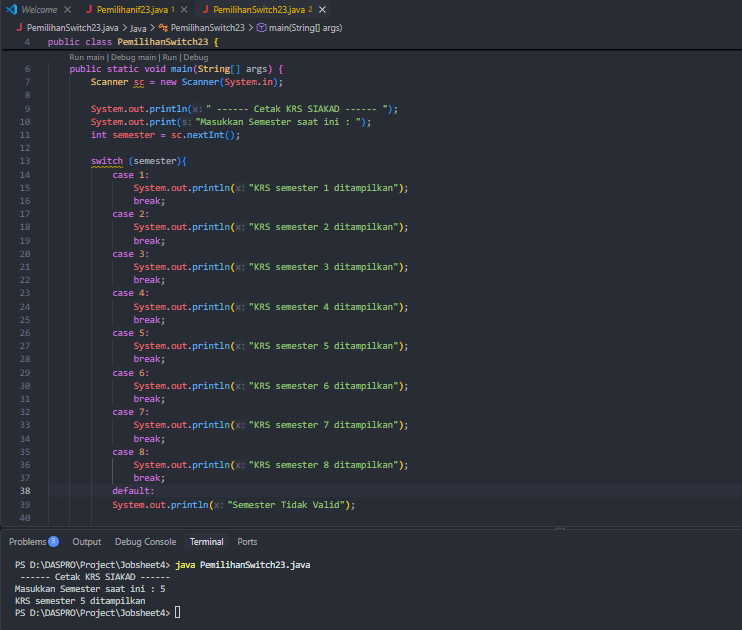 Welcome Pemilihanif23.java 1 PemilihanSwitch23.java 2
PemilihanSwitch23.java > Java > PemilihanSwitch23 > main(String[] args)
4 public class PemilihanSwitch23 {
Run main | Debug main | Run | Debug
6 public static void main(String[] args) {
7 Scanner sc = new Scanner(System.in);
8
9 System.out.println(x: " ------ Cetak KRS SIAKAD ------ ");
10 System.out.print(s: "Masukkan Semester saat ini : ");
11 int semester = sc.nextInt();
12
13 switch (semester){
14 case 1:
15 System.out.println(x: "KRS semester 1 ditampilkan");
16 break;
17 case 2:
18 System.out.println(x: "KRS semester 2 ditampilkan");
19 break;
20 case 3:
21 System.out.println(x: "KRS semester 3 ditampilkan");
22 break;
23 case 4:
24 System.out.println(x: "KRS semester 4 ditampilkan");
25 break;
26 case 5:
27 System.out.println(x: "KRS semester 5 ditampilkan");
28 break;
29 case 6:
30 System.out.println(x: "KRS semester 6 ditampilkan");
31 break;
32 case 7:
33 System.out.println(x: "KRS semester 7 ditampilkan");
34 break;
35 case 8:
36 System.out.println(x: "KRS semester 8 ditampilkan");
37 break;
38 default:
39 System.out.println(x: "Semester Tidak Valid");
40
Problems 3 Output Debug Console Terminal Ports
PS D:\DASPRO\Project\Jobsheet4> java PemilihanSwitch23.java
------ Cetak KRS SIAKAD ------
Masukkan Semester saat ini : 5
KRS semester 5 ditampilkan
PS D:\DASPRO\Project\Jobsheet4>